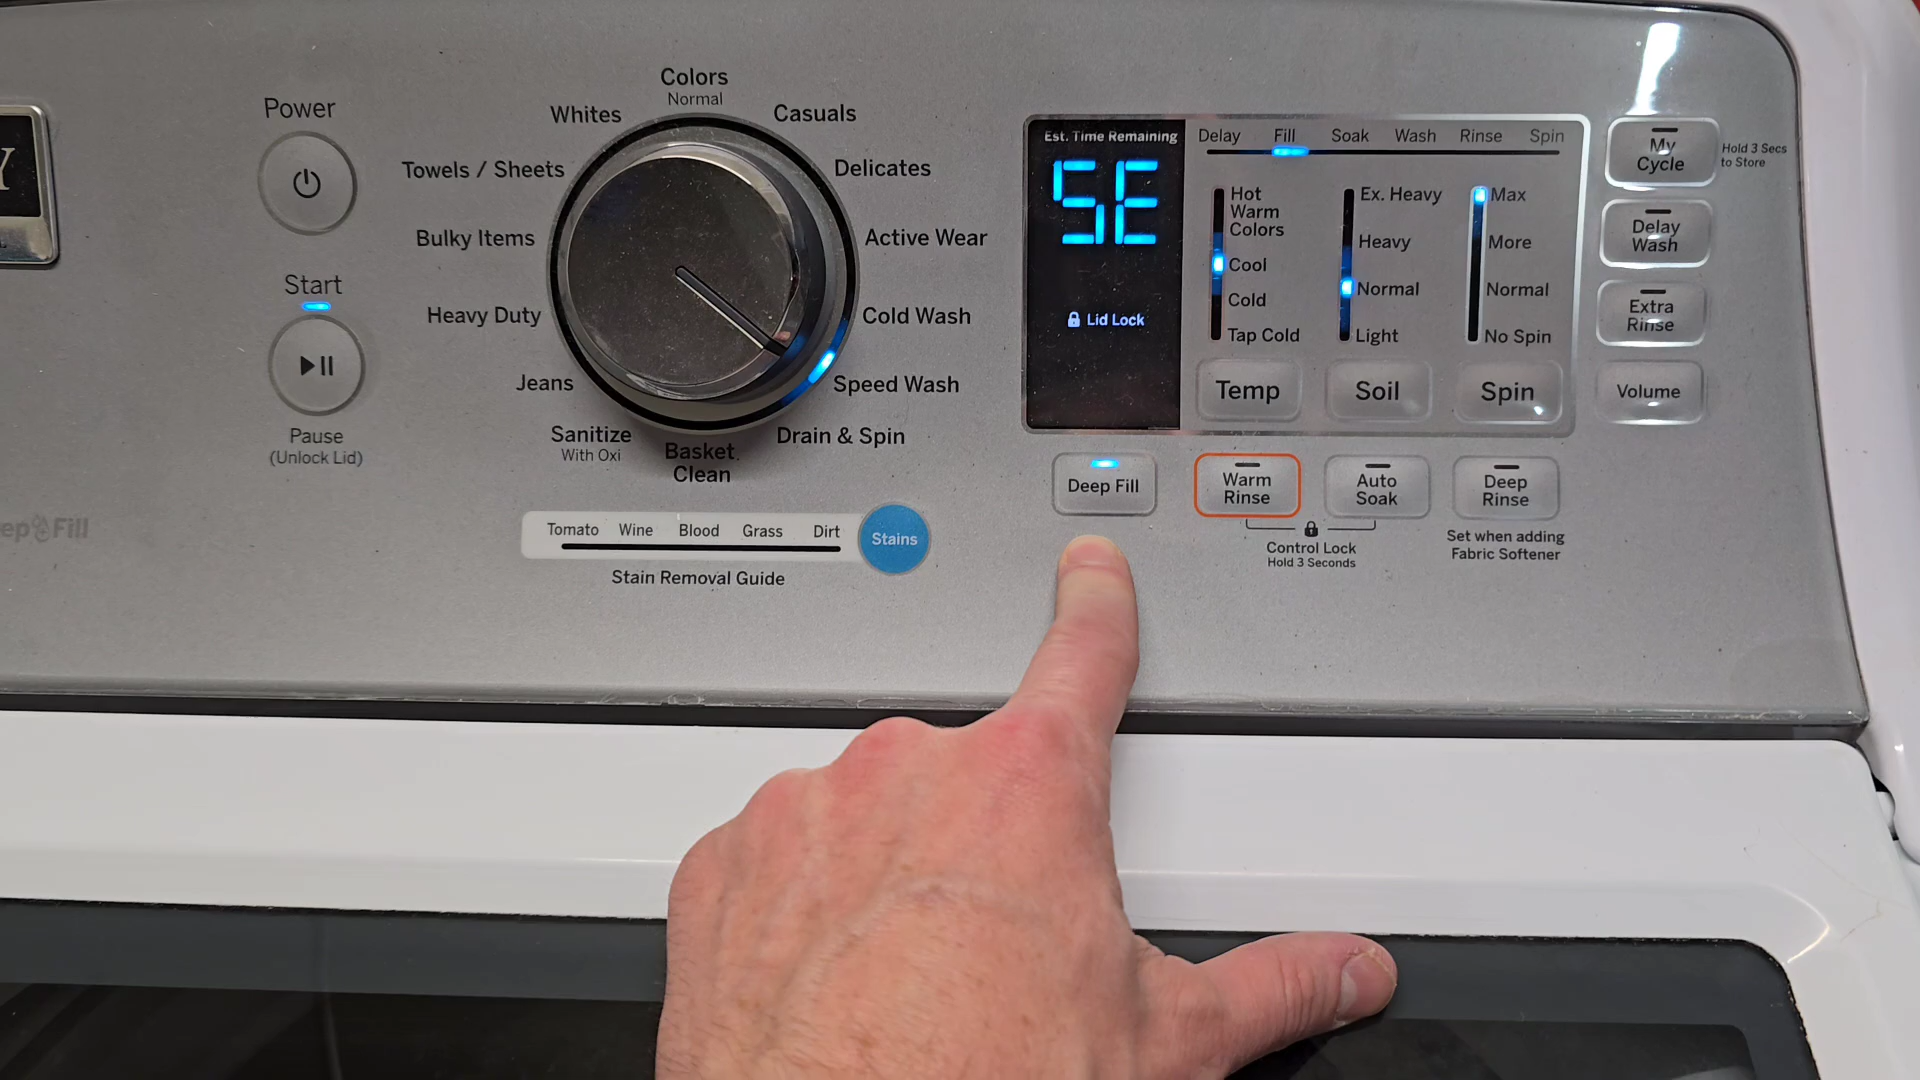 Power
Start
Pause
(Unlock Lid)
Colors
Normal
Whites
Casuals
Towels / Sheets
Delicates
Bulky Items
Active Wear
Heavy Duty
Cold Wash
Jeans
Speed Wash
Sanitize
With Oxi
Basket
Clean
Drain & Spin
Tomato Wine Blood Grass Dirt
Stains
Stain Removal Guide
Est. Time Remaining
SE
Lid Lock
Delay Fill Soak Wash Rinse Spin
Hot
Warm
Colors
Cool
Cold
Tap Cold
Temp
Ex. Heavy
Heavy
Normal
Light
Soil
Max
More
Normal
No Spin
Spin
Deep Fill
Warm
Rinse
Auto
Soak
Control Lock
Hold 3 Seconds
Deep
Rinse
Set when adding
Fabric Softener
My
Cycle
Hold 3 Secs
to Store
Delay
Wash
Extra
Rinse
Volume
Y
ep Fill